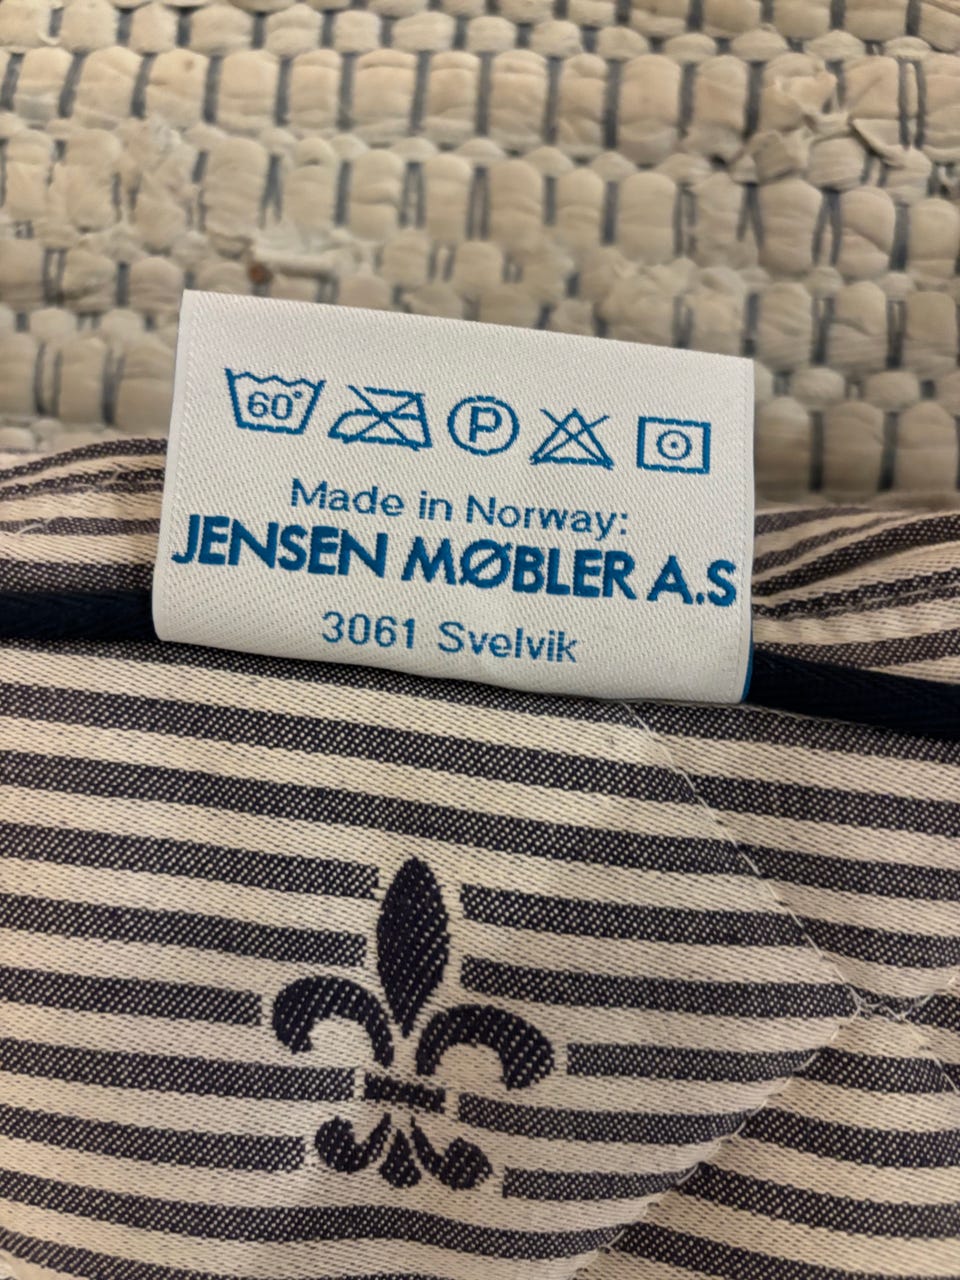 60° P
Made in Norway:
JENSEN MØBLER A.S
3061 Svelvik